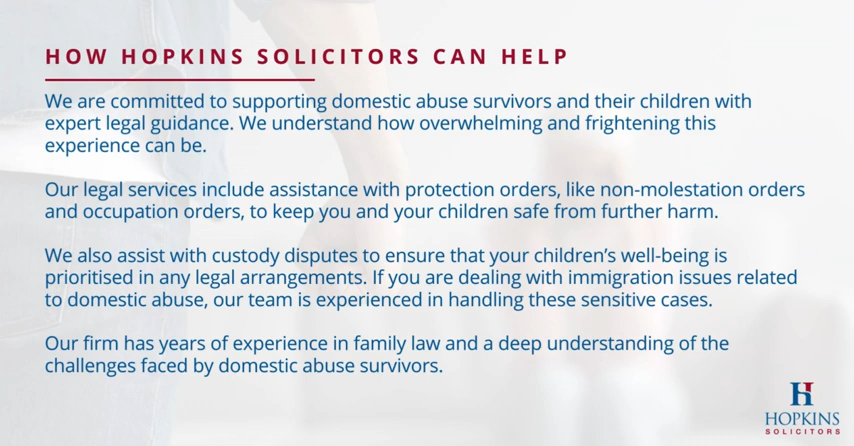 HOW HOPKINS SOLICITORS CAN HELP
We are committed to supporting domestic abuse survivors and their children with
expert legal guidance. We understand how overwhelming and frightening this
experience can be.
Our legal services include assistance with protection orders, like non-molestation orders
and occupation orders, to keep you and your children safe from further harm.
We also assist with custody disputes to ensure that your children’s well-being is
prioritised in any legal arrangements. If you are dealing with immigration issues related
to domestic abuse, our team is experienced in handling these sensitive cases.
Our firm has years of experience in family law and a deep understanding of the
challenges faced by domestic abuse survivors.
H
HOPKINS
SOLICITORS